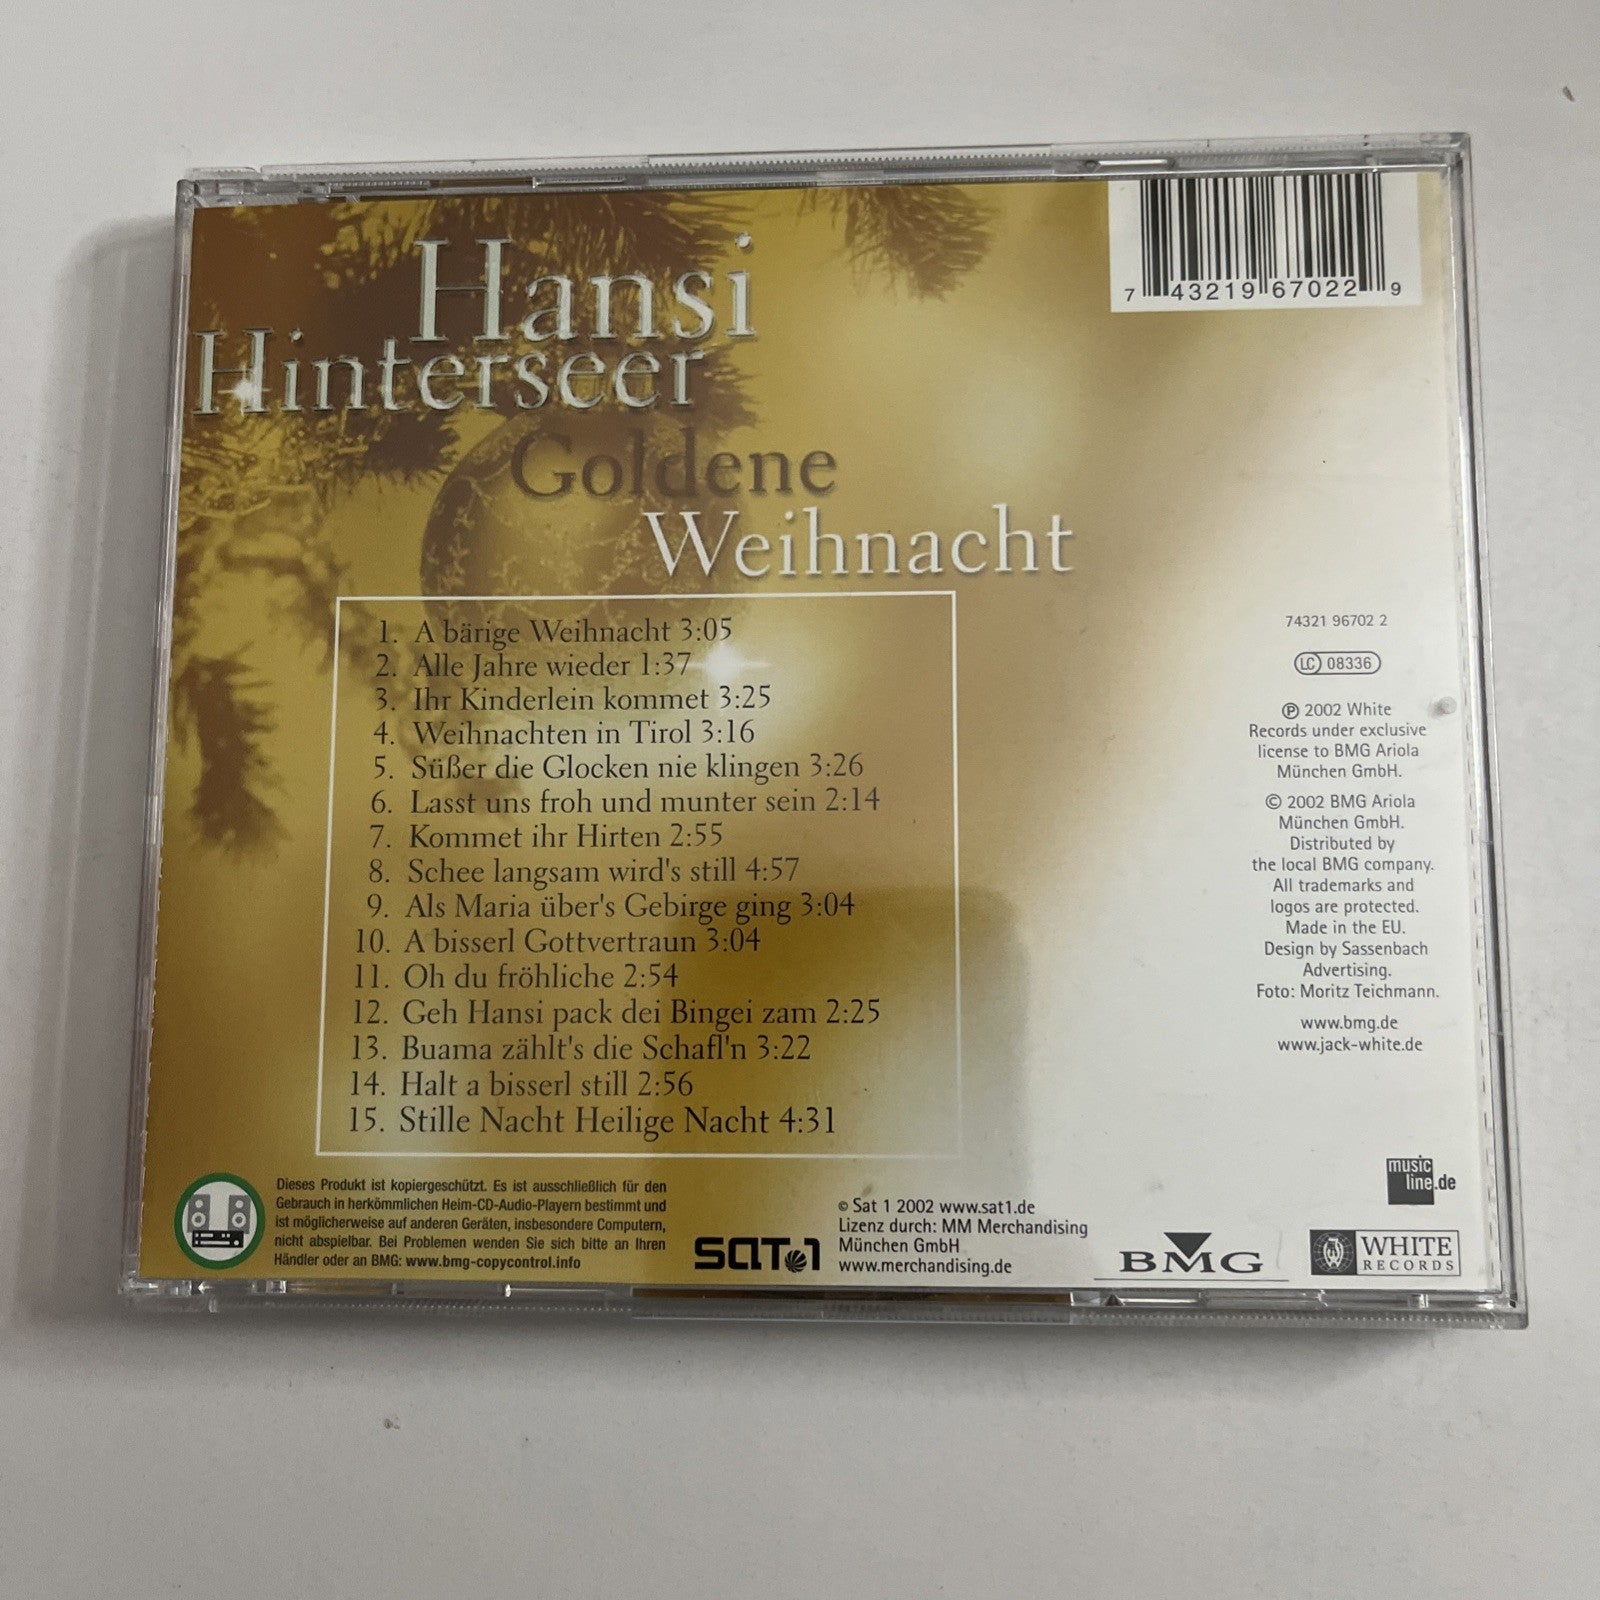 Hansi
Hinterseer
Goldene
Weihnacht
7 43219 67022 9
1. A bärige Weihnacht 3:05
2. Alle Jahre wieder 1:37
3. Ihr Kinderlein kommet 3:25
4. Weihnachten in Tirol 3:16
5. Süßer die Glocken nie klingen 3:26
6. Lasst uns froh und munter sein 2:14
7. Kommet ihr Hirten 2:55
8. Schee langsam wird's still 4:57
9. Als Maria über's Gebirge ging 3:04
10. A bisserl Gottvertraun 3:04
11. Oh du fröhliche 2:54
12. Geh Hansi pack dei Bingei zam 2:25
13. Buama zählt's die Schafl'n 3:22
14. Halt a bisserl still 2:56
15. Stille Nacht Heilige Nacht 4:31
74321 96702 2
LC 08336
℗ 2002 White
Records under exclusive
license to BMG Ariola
München GmbH.
© 2002 BMG Ariola
München GmbH.
Distributed by
the local BMG company.
All trademarks and
logos are protected.
Made in the EU.
Design by Sassenbach
Advertising.
Foto: Moritz Teichmann.
www.bmg.de
www.jack-white.de
music
line.de
Dieses Produkt ist kopiergeschützt. Es ist ausschließlich für den
Gebrauch in herkömmlichen Heim-CD-Audio-Playern bestimmt und
ist möglicherweise auf anderen Geräten, insbesondere Computern,
nicht abspielbar. Bei Problemen wenden Sie sich bitte an Ihren
Händler oder an BMG: www.bmg-copycontrol.info
SAT.1
© Sat 1 2002 www.sat1.de
Lizenz durch: MM Merchandising
München GmbH
www.merchandising.de
BMG
WHITE
RECORDS